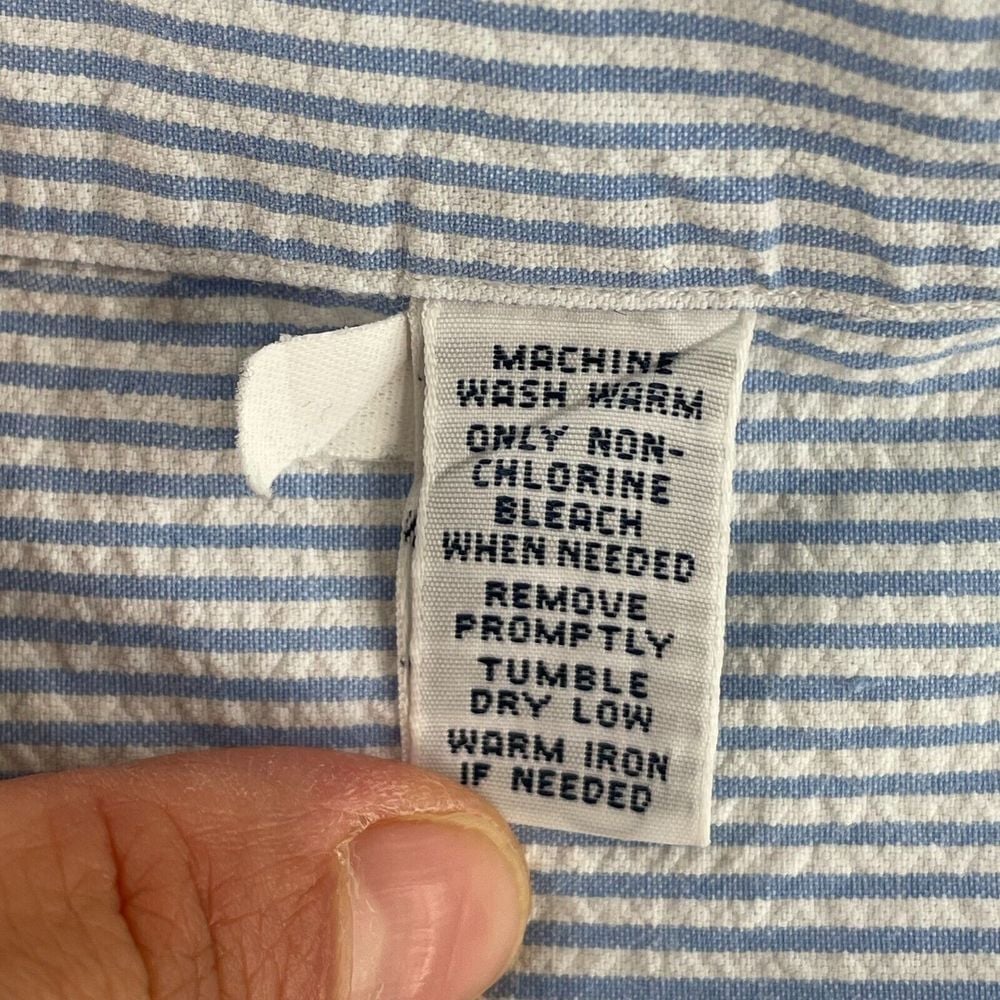 MACHINE
WASH WARM
ONLY NON-
CHLORINE
BLEACH
WHEN NEEDED
REMOVE
PROMPTLY
TUMBLE
DRY LOW
WARM IRON
IF NEEDED